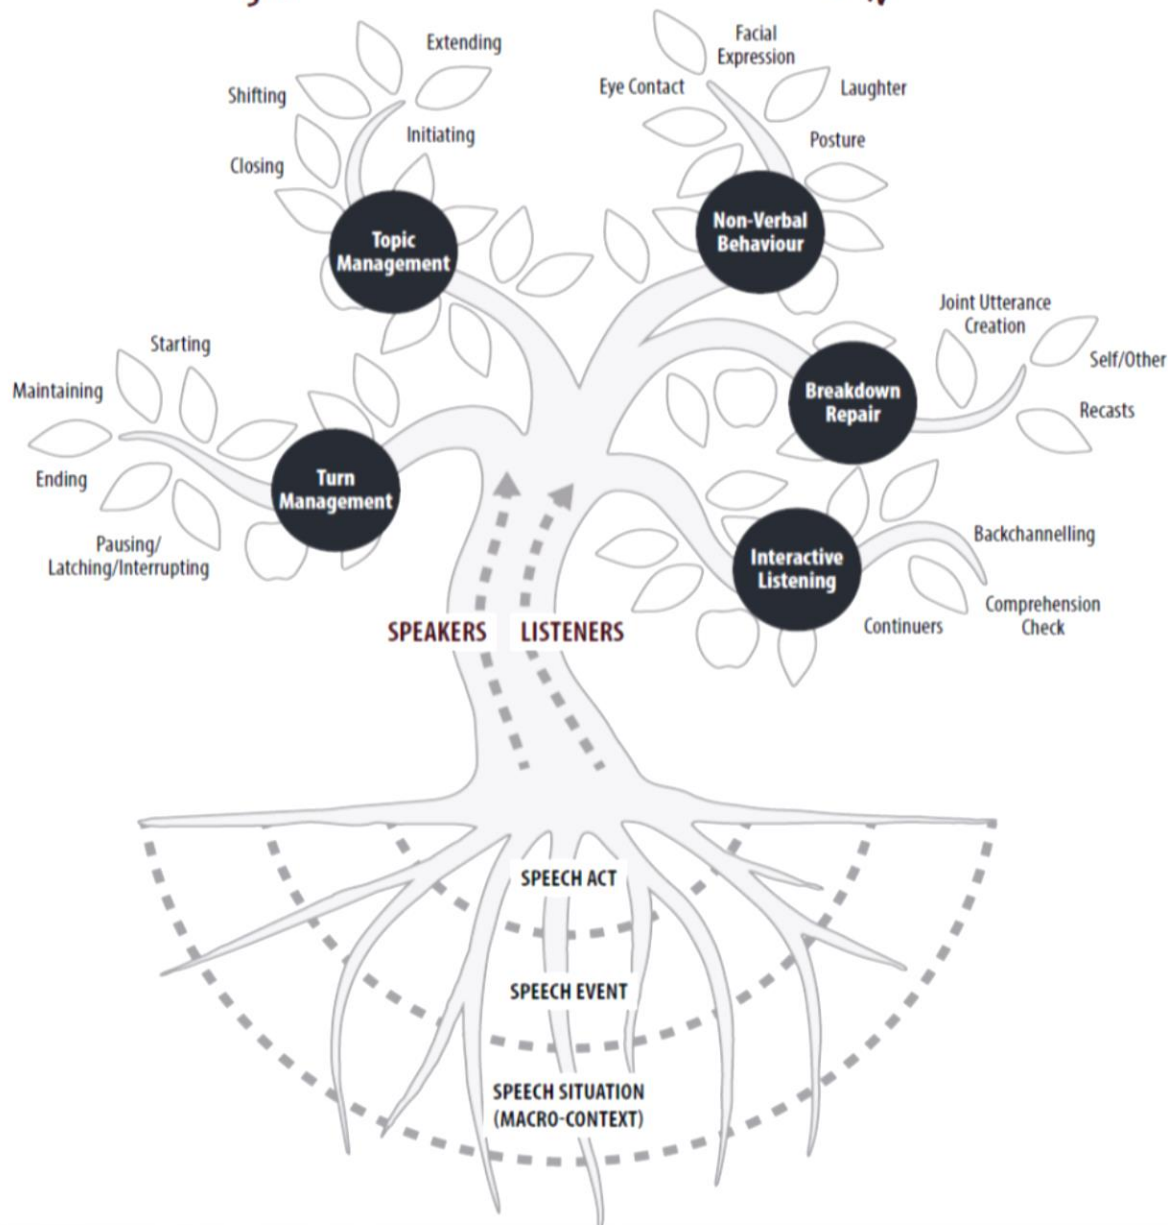 Extending
Shifting
Initiating
Closing
Topic
Management
Facial
Expression
Eye Contact
Laughter
Posture
Non-Verbal
Behaviour
Joint Utterance
Creation
Self/Other
Recasts
Breakdown
Repair
Starting
Maintaining
Ending
Pausing/
Latching/Interrupting
Turn
Management
Interactive
Listening
Backchannelling
Comprehension
Check
Continuers
SPEAKERS
LISTENERS
SPEECH ACT
SPEECH EVENT
SPEECH SITUATION
(MACRO-CONTEXT)